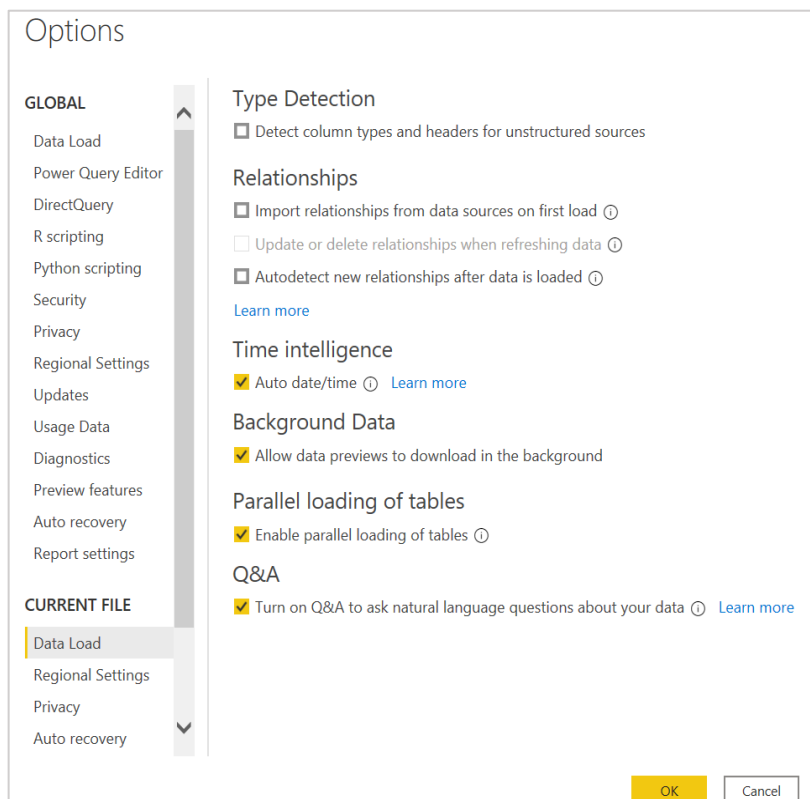 Options
GLOBAL
Data Load
Power Query Editor
DirectQuery
R scripting
Python scripting
Security
Privacy
Regional Settings
Updates
Usage Data
Diagnostics
Preview features
Auto recovery
Report settings
CURRENT FILE
Data Load
Regional Settings
Privacy
Auto recovery
Type Detection
Detect column types and headers for unstructured sources
Relationships
Import relationships from data sources on first load
Update or delete relationships when refreshing data
Autodetect new relationships after data is loaded
Learn more
Time intelligence
Auto date/time Learn more
Background Data
Allow data previews to download in the background
Parallel loading of tables
Enable parallel loading of tables
Q&A
Turn on Q&A to ask natural language questions about your data Learn more
OK Cancel